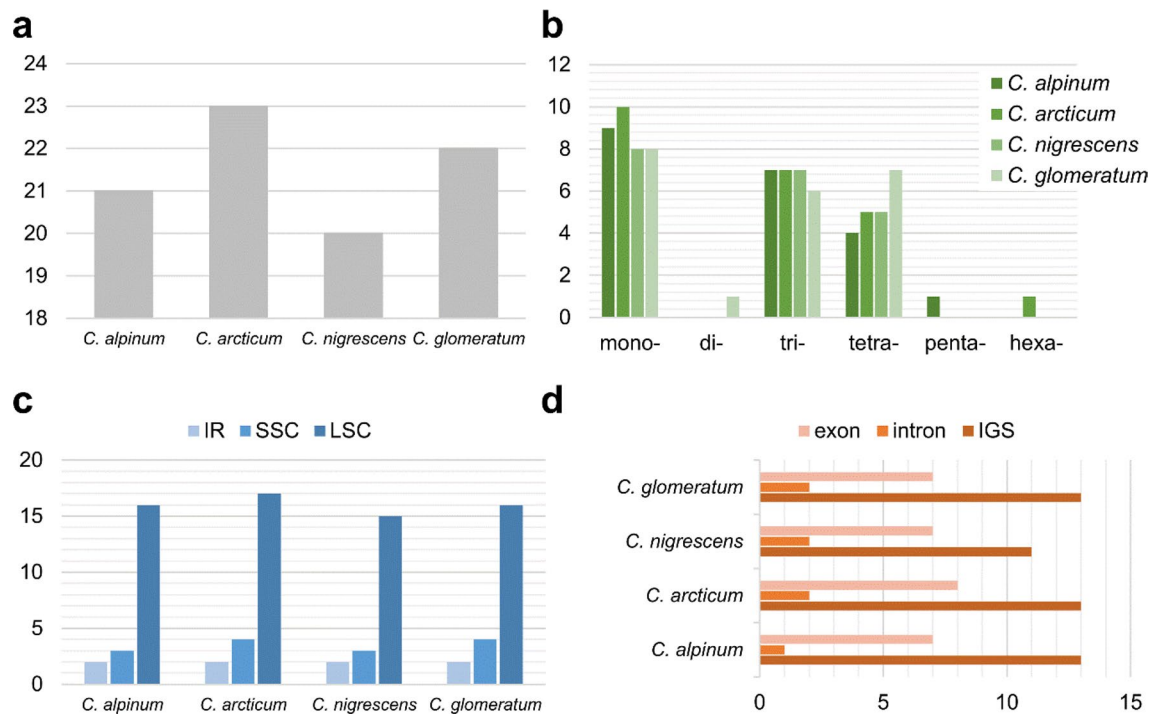 a
24
23
22
21
20
19
18
C. alpinum C. arcticum C. nigrescens C. glomeratum
b
12
10
8
6
4
2
0
C. alpinum
C. arcticum
C. nigrescens
C. glomeratum
mono- di- tri- tetra- penta- hexa-
c
IR SSC LSC
20
15
10
5
0
C. alpinum C. arcticum C. nigrescens C. glomeratum
d
exon intron IGS
C. glomeratum
C. nigrescens
C. arcticum
C. alpinum
0 5 10 15